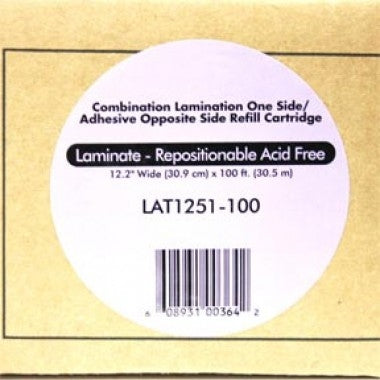 Combination Lamination One Side/
Adhesive Opposite Side Refill Cartridge
Laminate - Repositionable Acid Free
12.2" Wide (30.9 cm) x 100 ft. (30.5 m)
LAT1251-100
6 08931 00364 2